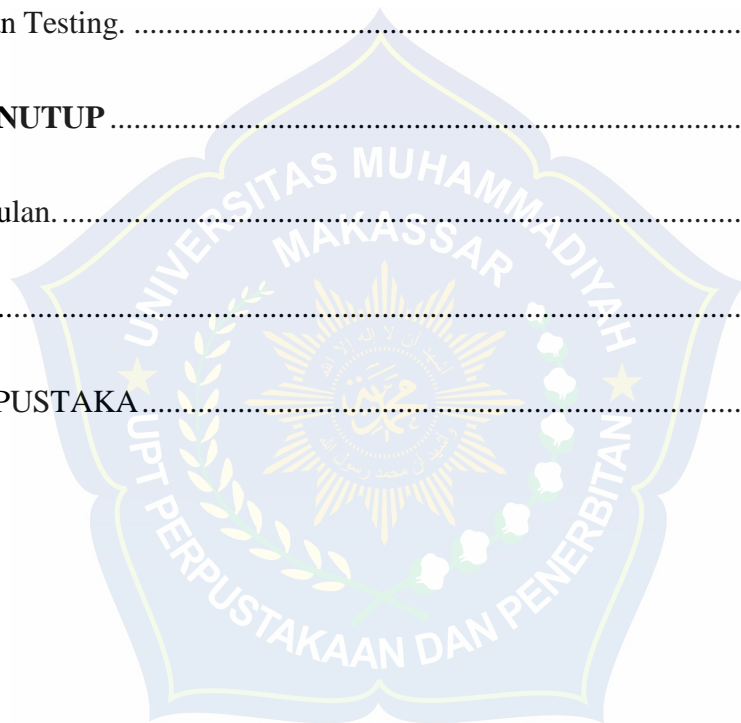 n Testing. ........................................................................................
NUTUP ...........................................................................................
ulan. .................................................................................................
...........................................................................................................
PUSTAKA ......................................................................................
UNIVERSITAS MUHAMMADIYAH
MAKASSAR
UPT PERPUSTAKAAN DAN PENERBITAN